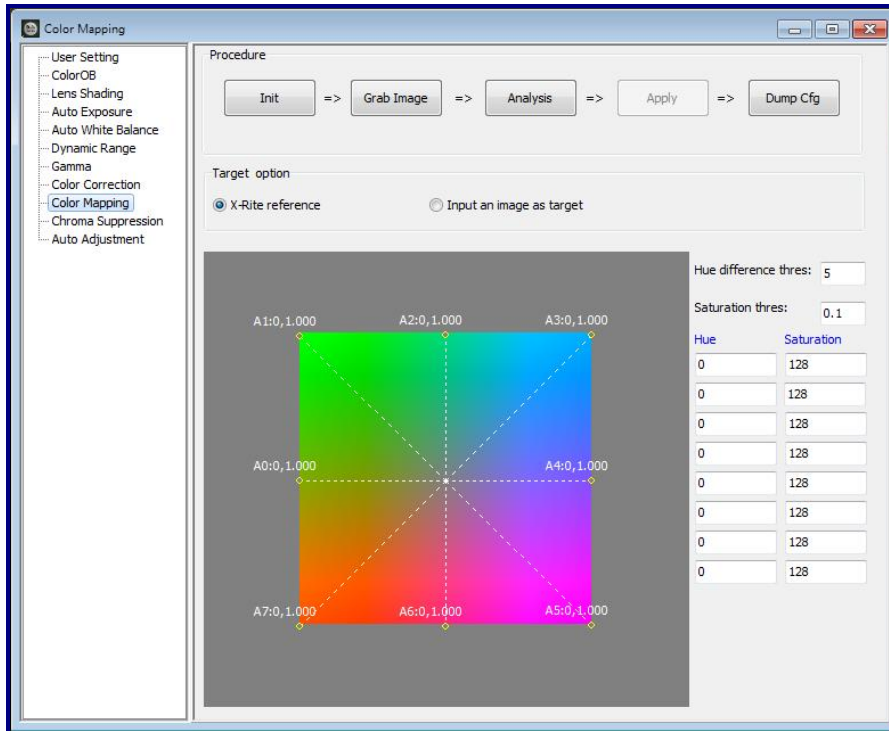 Color Mapping
User Setting
ColorOB
Lens Shading
Auto Exposure
Auto White Balance
Dynamic Range
Gamma
Color Correction
Color Mapping
Chroma Suppression
Auto Adjustment
Procedure
Init => Grab Image => Analysis => Apply => Dump Cfg
Target option
X-Rite reference Input an image as target
A1:0,1.000 A2:0,1.000 A3:0,1.000
A0:0,1.000 A4:0,1.000
A7:0,1.000 A6:0,1.000 A5:0,1.000
Hue difference thres: 5
Saturation thres: 0.1
Hue Saturation
0 128
0 128
0 128
0 128
0 128
0 128
0 128
0 128